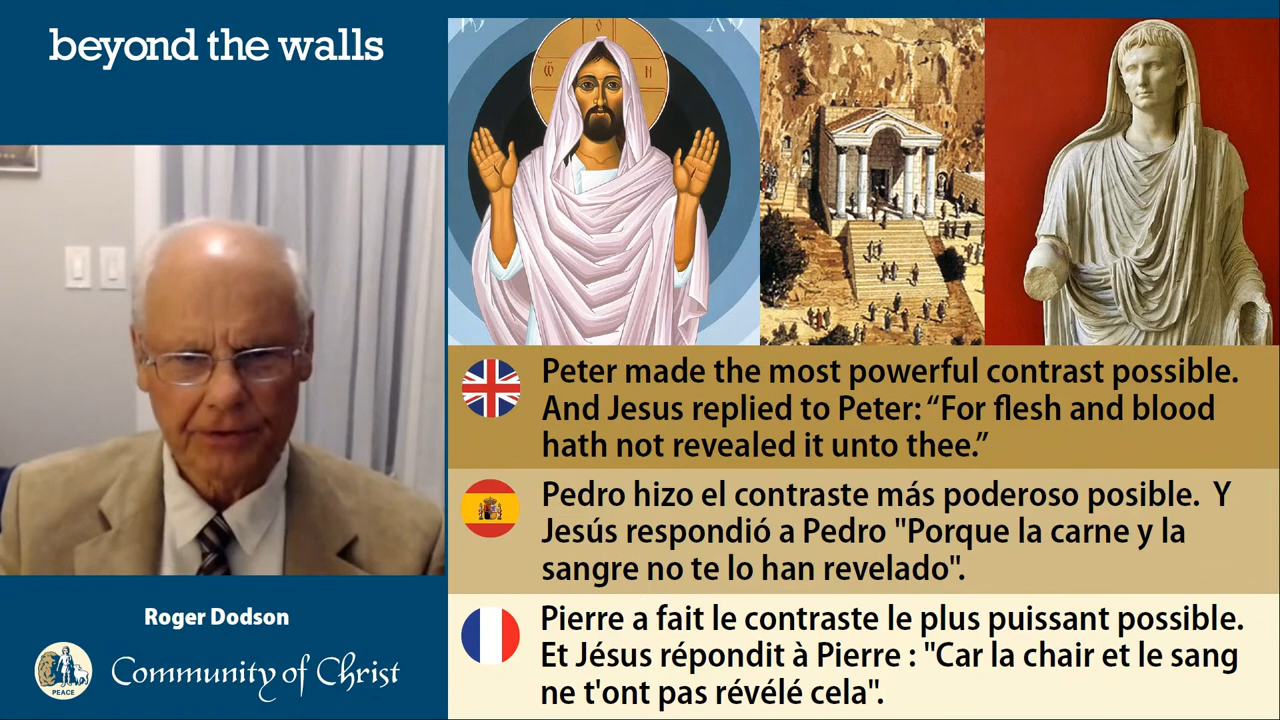 beyond the walls
ω Ν
Peter made the most powerful contrast possible.
And Jesus replied to Peter: “For flesh and blood
hath not revealed it unto thee.”
Pedro hizo el contraste más poderoso posible. Y
Jesús respondió a Pedro "Porque la carne y la
sangre no te lo han revelado".
Pierre a fait le contraste le plus puissant possible.
Et Jésus répondit à Pierre : "Car la chair et le sang
ne t'ont pas révélé cela".
Roger Dodson
PEACE
Community of Christ